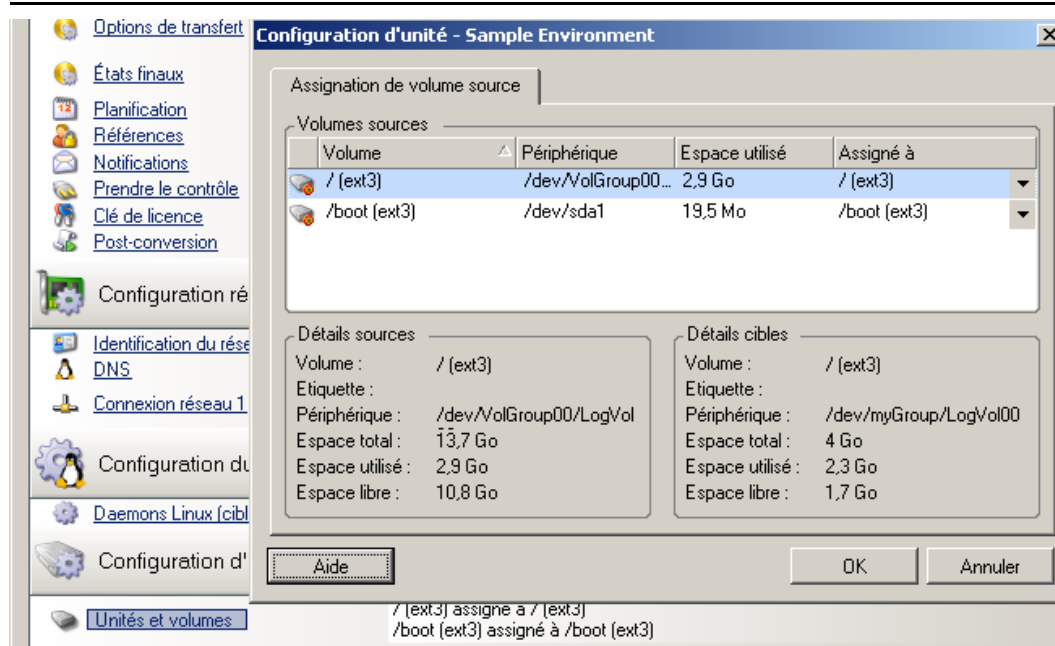 Options de transfert
États finaux
Planification
Références
Notifications
Prendre le contrôle
Clé de licence
Post-conversion
Configuration ré
Identification du rése
DNS
Connexion réseau 1
Configuration du
Daemons Linux (cibl
Configuration d'
Unités et volumes
Configuration d'unité - Sample Environment
Assignation de volume source
Volumes sources
Volume Périphérique Espace utilisé Assigné à
/ (ext3) /dev/VolGroup00... 2,9 Go / (ext3)
/boot (ext3) /dev/sda1 19,5 Mo /boot (ext3)
Détails sources
Volume : / (ext3)
Etiquette :
Périphérique : /dev/VolGroup00/LogVol
Espace total : 13,7 Go
Espace utilisé : 2,9 Go
Espace libre : 10,8 Go
Détails cibles
Volume : / (ext3)
Etiquette :
Périphérique : /dev/myGroup/LogVol00
Espace total : 4 Go
Espace utilisé : 2,3 Go
Espace libre : 1,7 Go
Aide OK Annuler
/ (ext3) assigné à / (ext3)
/boot (ext3) assigné à /boot (ext3)